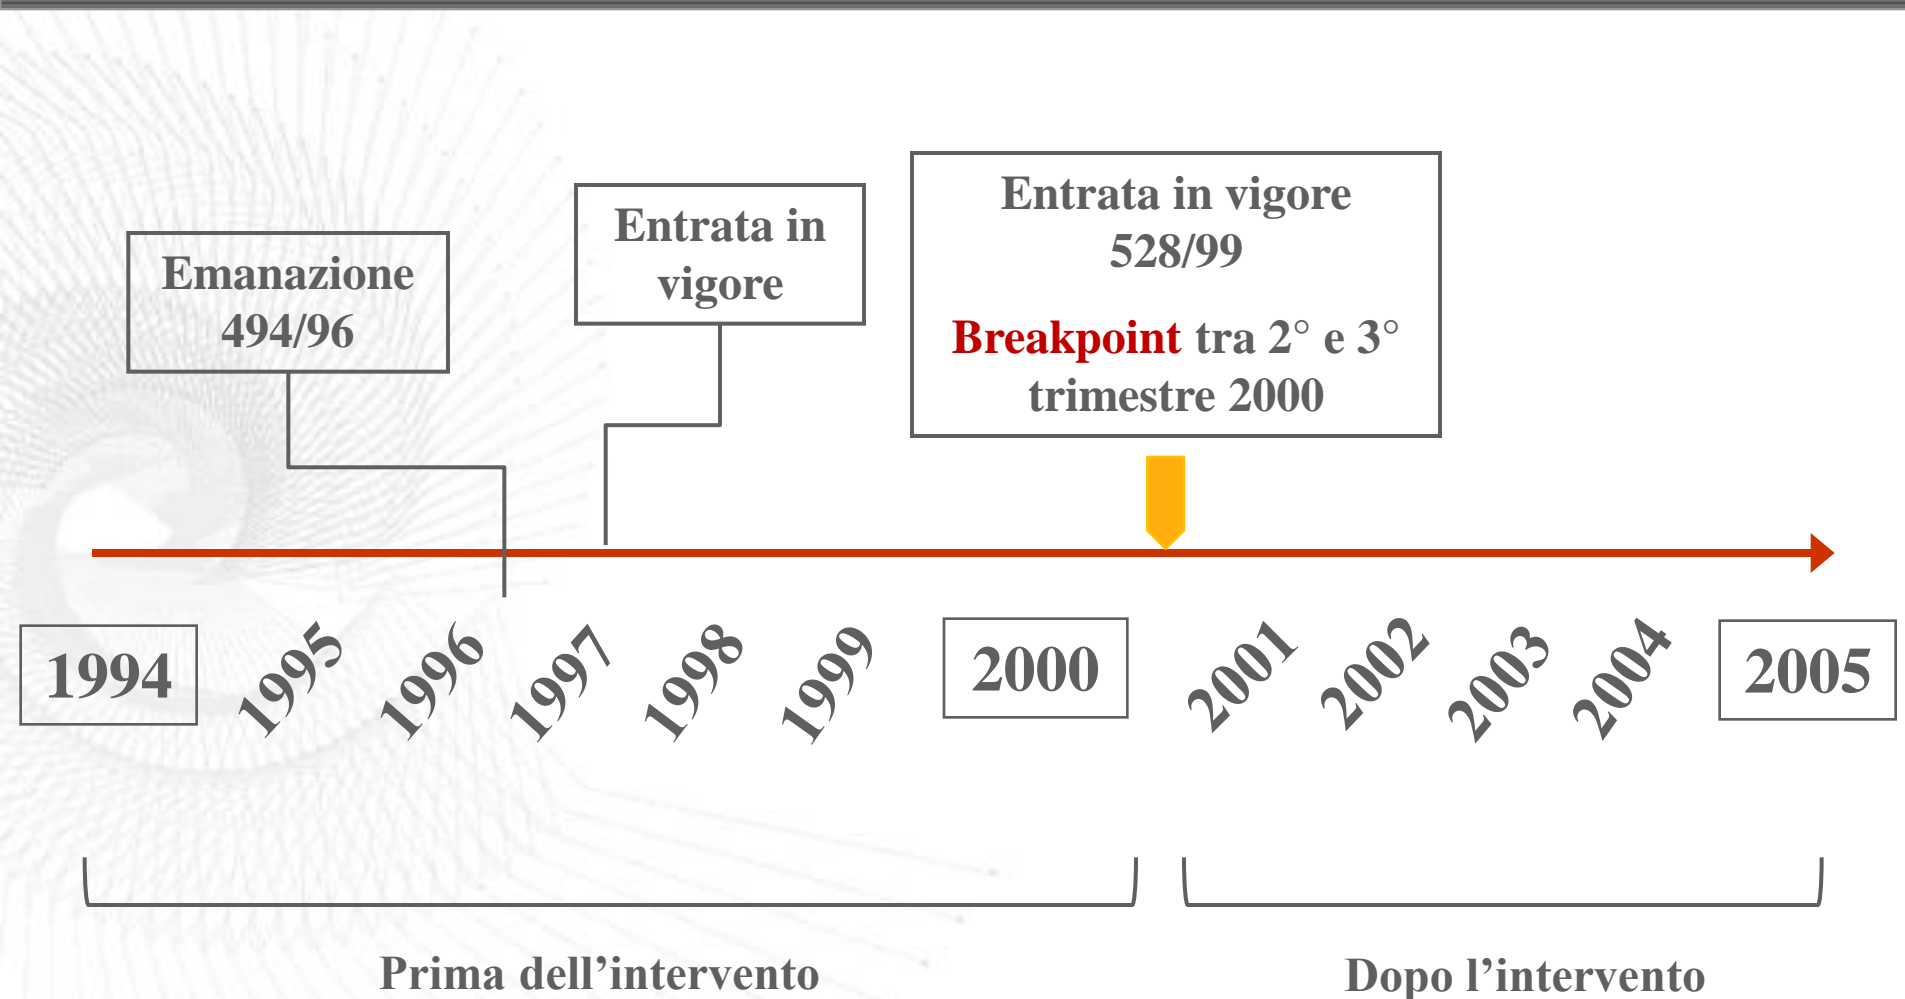 Emanazione
494/96
Entrata in
vigore
Entrata in vigore
528/99
Breakpoint tra 2° e 3°
trimestre 2000
1994
1995
1996
1997
1998
1999
2000
2001
2002
2003
2004
2005
Prima dell’intervento
Dopo l’intervento